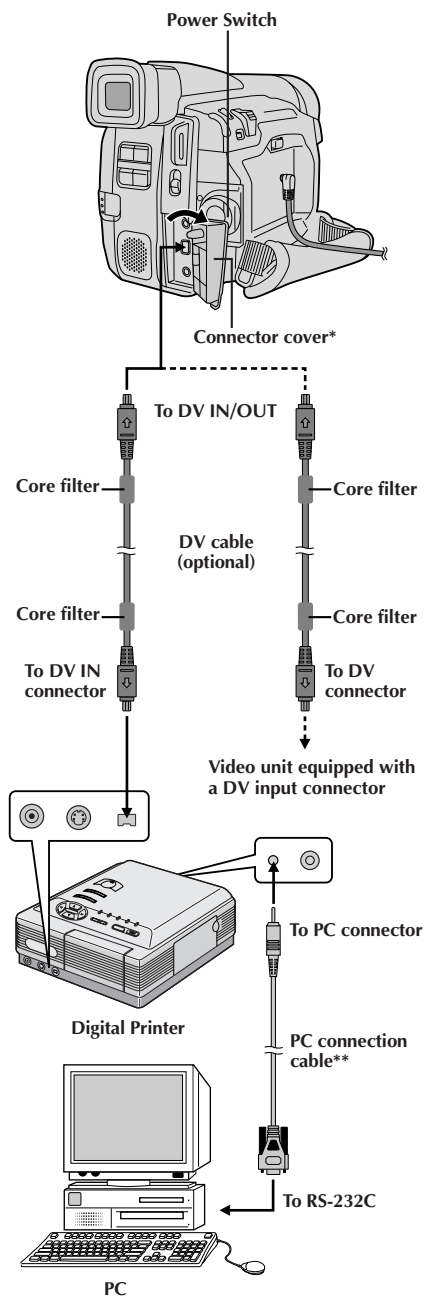 Power Switch
Connector cover*
To DV IN/OUT
Core filter
Core filter
DV cable
(optional)
Core filter
Core filter
To DV IN
connector
To DV
connector
Video unit equipped with
a DV input connector
To PC connector
Digital Printer
PC connection
cable**
To RS-232C
PC